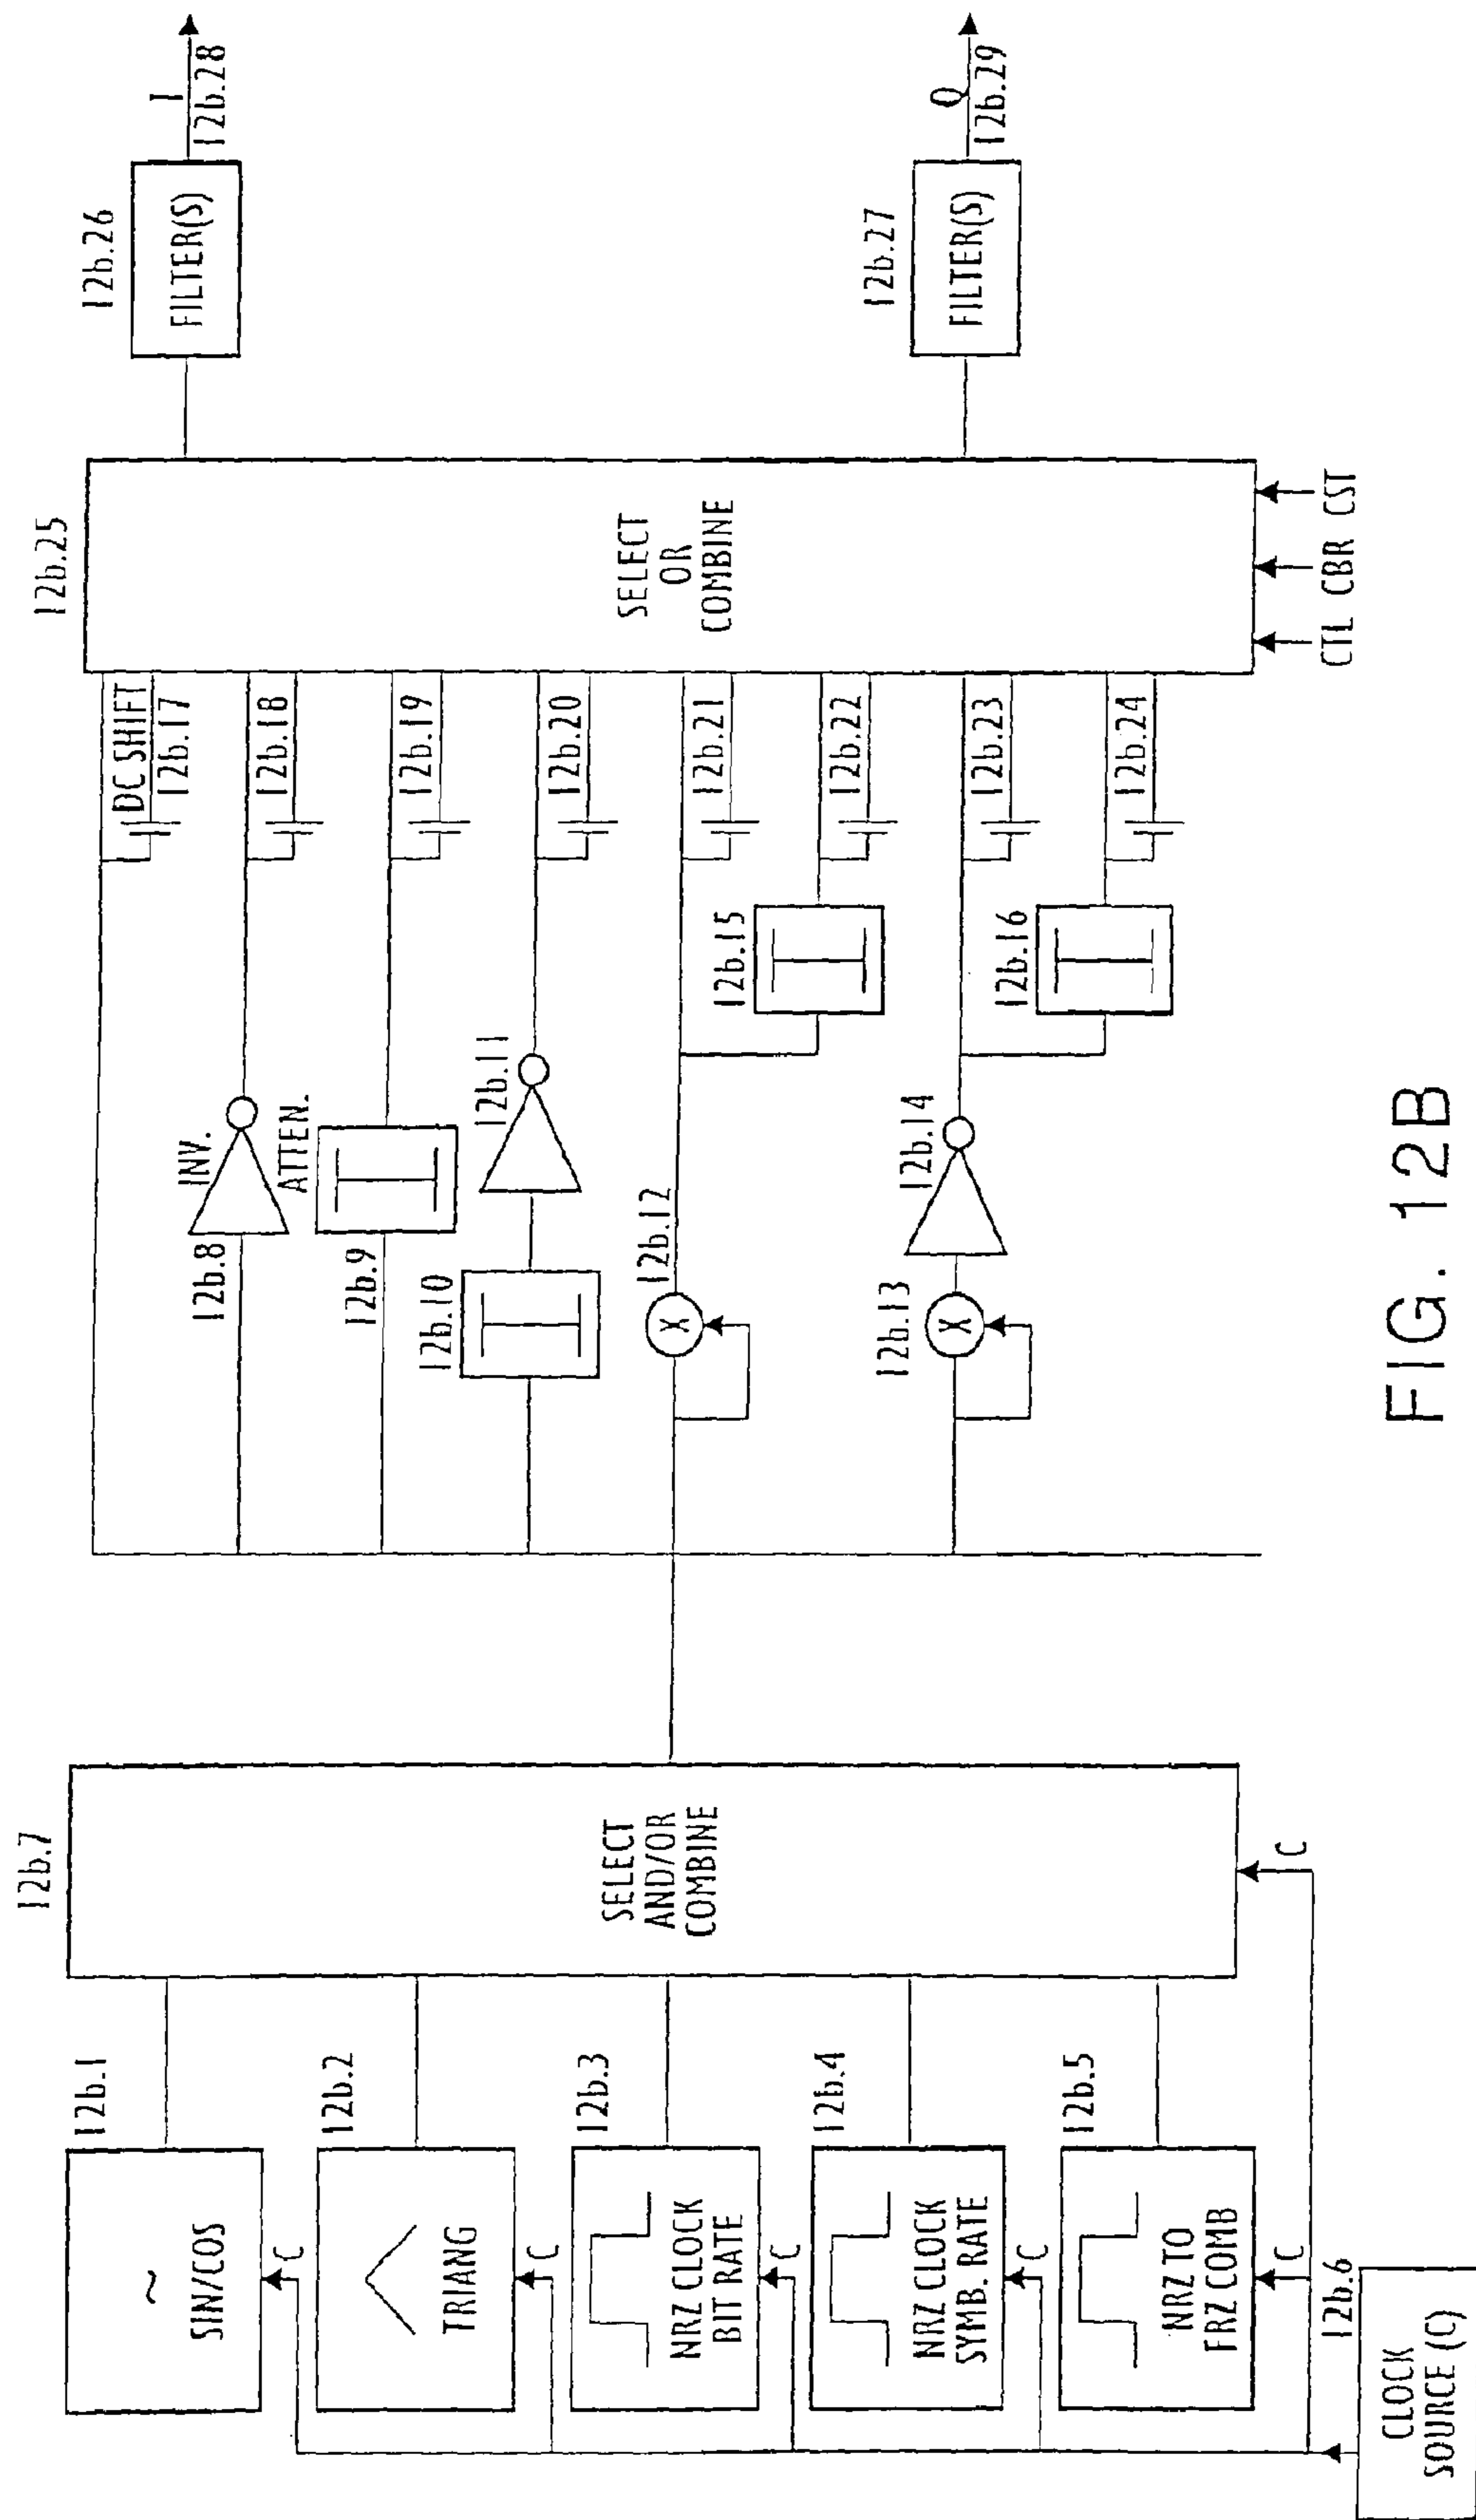 12b.1
~
SIN/COS
C
12b.2
TRIANG
C
12b.3
NRZ CLOCK
BIT RATE
C
12b.4
NRZ CLOCK
SYMB. RATE
C
12b.5
NRZ TO
FRZ COMB
C
12b.6
CLOCK
SOURCE (C)
12b.7
SELECT
AND/OR
COMBINE
C
12b.8
INV.
12b.9
ATTEN.
12b.10
12b.11
12b.12
X
12b.13
X
12b.14
12b.15
12b.16
DC SHIFT
12b.17
12b.18
12b.19
12b.20
12b.21
12b.22
12b.23
12b.24
12b.25
SELECT
OR
COMBINE
CTL CBR CST
12b.26
FILTER(S)
I
12b.28
12b.27
FILTER(S)
Q
12b.29
FIG. 12B